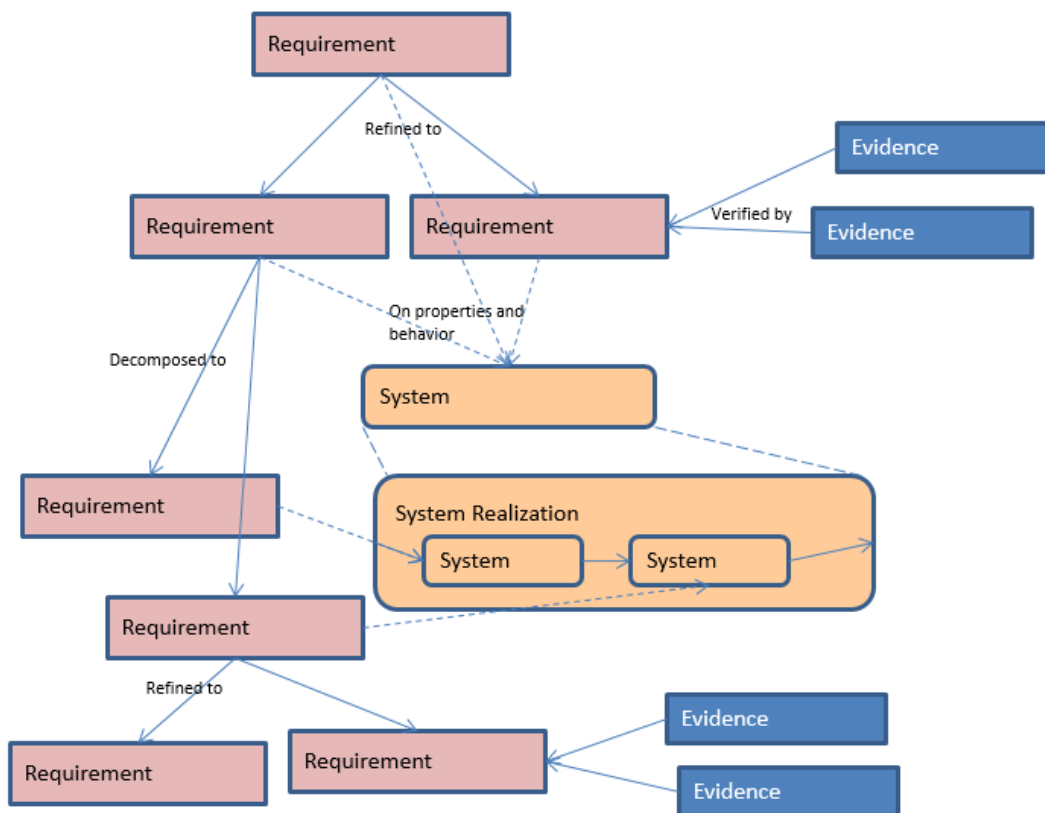 Requirement
Refined to
Evidence
Requirement
Requirement
Verified by
Evidence
On properties and
behavior
Decomposed to
System
Requirement
System Realization
System
System
Requirement
Refined to
Evidence
Requirement
Requirement
Evidence